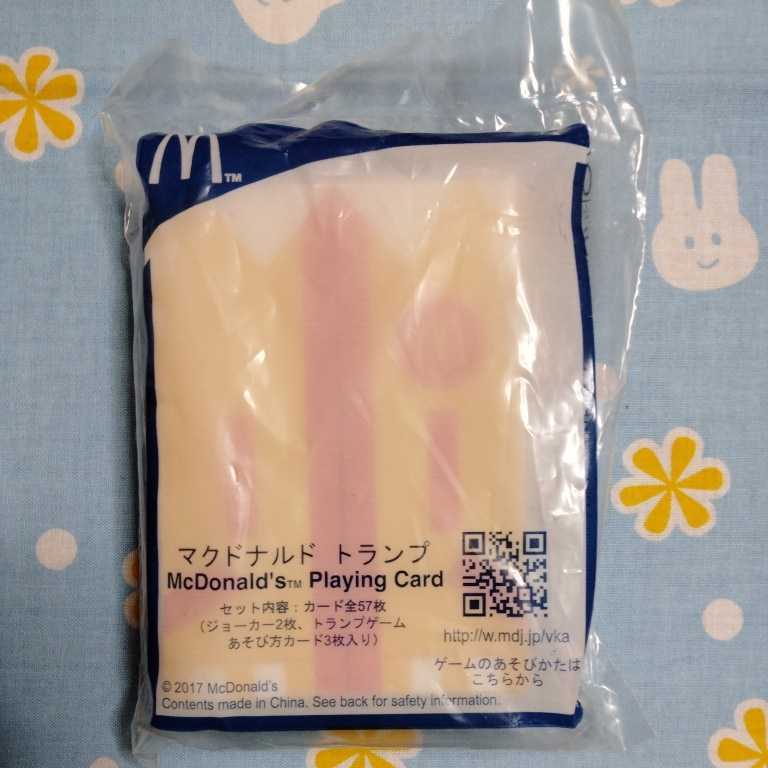 M™
マクドナルド トランプ
McDonald's™ Playing Card
セット内容：カード全57枚
（ジョーカー2枚、トランプゲーム
あそび方カード3枚入り）
http://w.mdj.jp/vka
ゲームのあそびかたは
こちらから
© 2017 McDonald's
Contents made in China. See back for safety information.